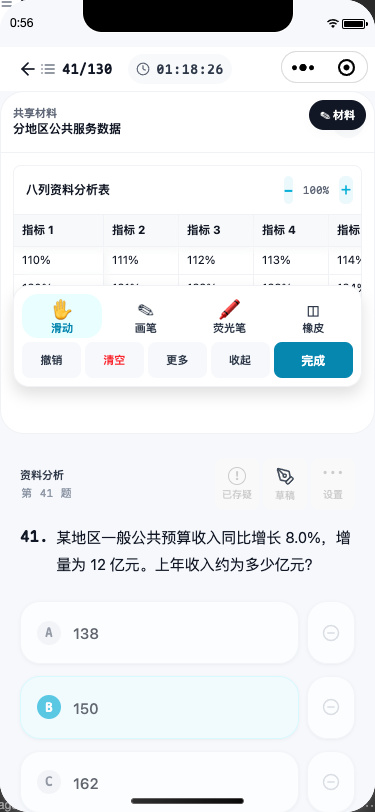 0:56
41/130
01:18:26
共享材料
分地区公共服务数据
✎ 材料
八列资料分析表
− 100% +
指标 1 指标 2 指标 3 指标 4 指标
110% 111% 112% 113% 114%
滑动 画笔 荧光笔 橡皮
撤销 清空 更多 收起 完成
资料分析
第 41 题
已存疑 草稿 设置
41. 某地区一般公共预算收入同比增长 8.0%，增
量为 12 亿元。上年收入约为多少亿元？
A 138
B 150
C 162